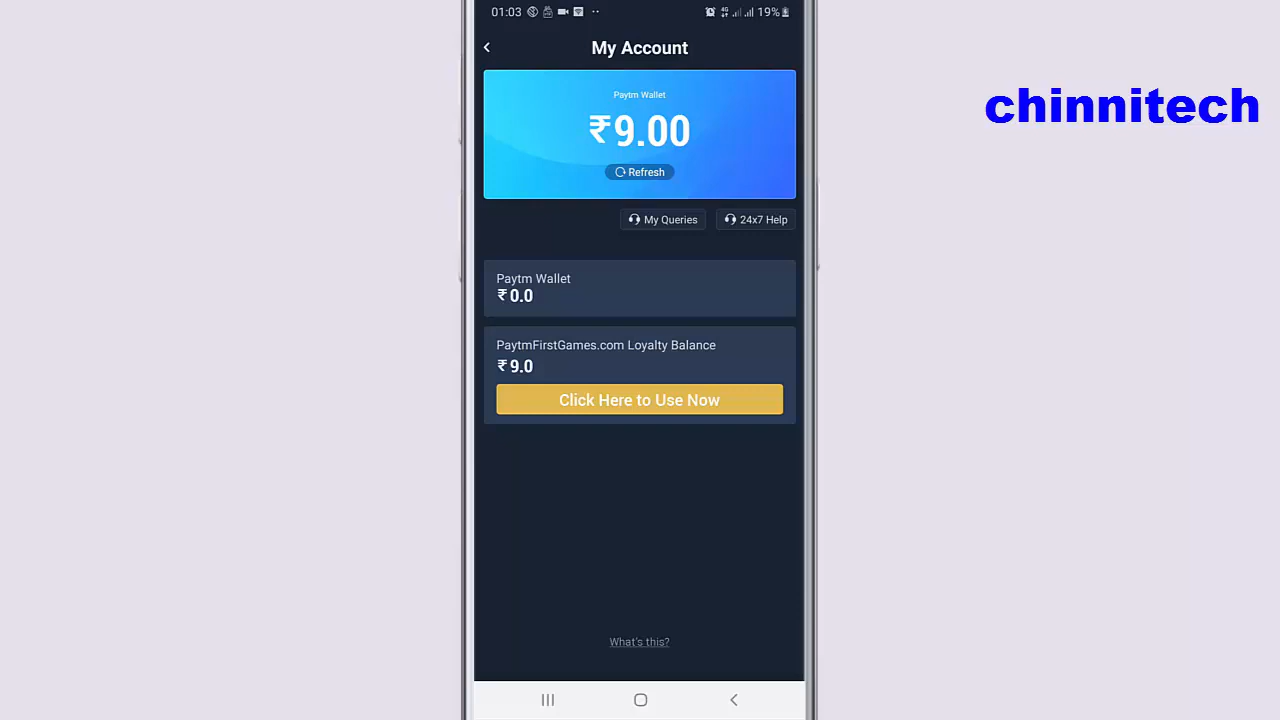 01:03
4G
19%
My Account
chinnitech
Paytm Wallet
₹9.00
Refresh
My Queries
24x7 Help
Paytm Wallet
₹0.0
PaytmFirstGames.com Loyalty Balance
₹9.0
Click Here to Use Now
What's this?